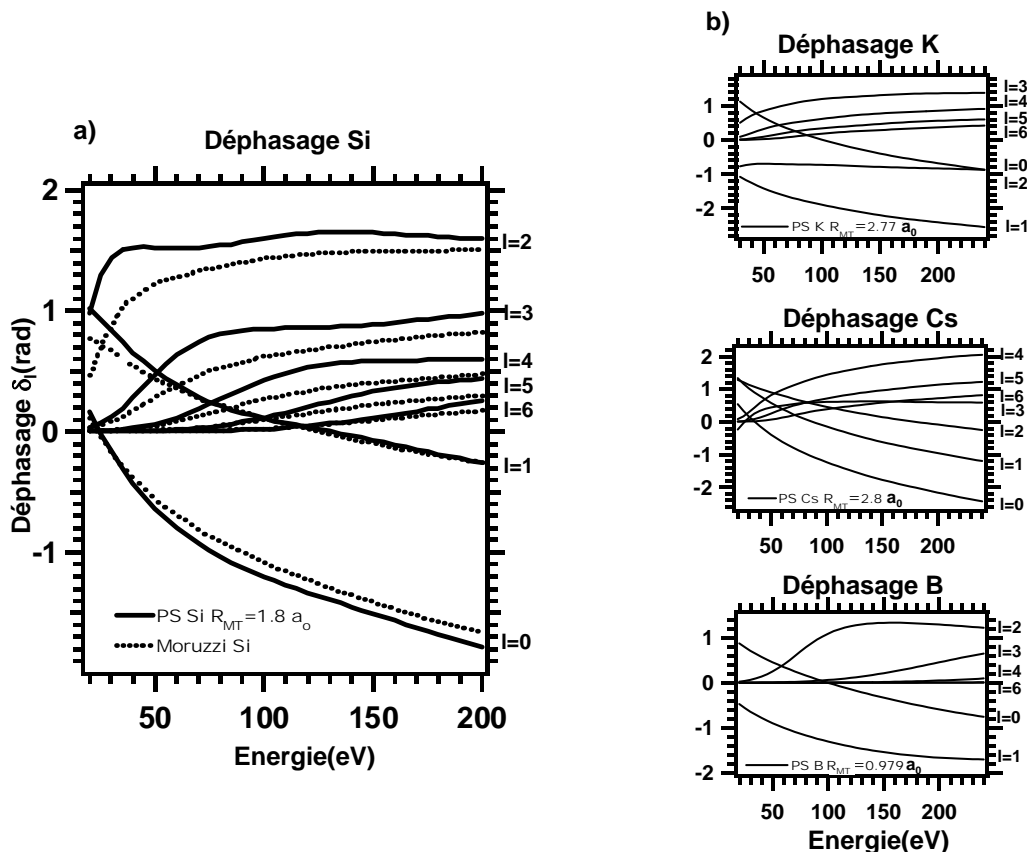 a)
Déphasage Si
Déphasage δl(rad)
2
1
0
-1
l=2
l=3
l=4
l=5
l=6
l=1
l=0
PS Si RMT=1.8 ao
Moruzzi Si
50
100
150
200
Energie(eV)
b)
Déphasage K
1
0
-1
-2
l=3
l=4
l=5
l=6
l=0
l=2
l=1
PS K RMT=2.77 a0
50
100
150
200
Déphasage Cs
2
1
0
-1
-2
l=4
l=5
l=6
l=3
l=2
l=1
l=0
PS Cs RMT=2.8 a0
50
100
150
200
Déphasage B
1
0
-1
-2
l=2
l=3
l=4
l=6
l=0
l=1
PS B RMT=0.979 a0
50
100
150
200
Energie(eV)